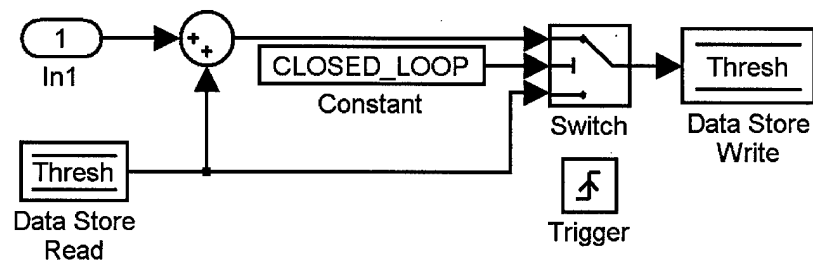 1
In1
+
+
CLOSED_LOOP
Constant
Switch
Thresh
Data Store
Write
Thresh
Data Store
Read
Trigger